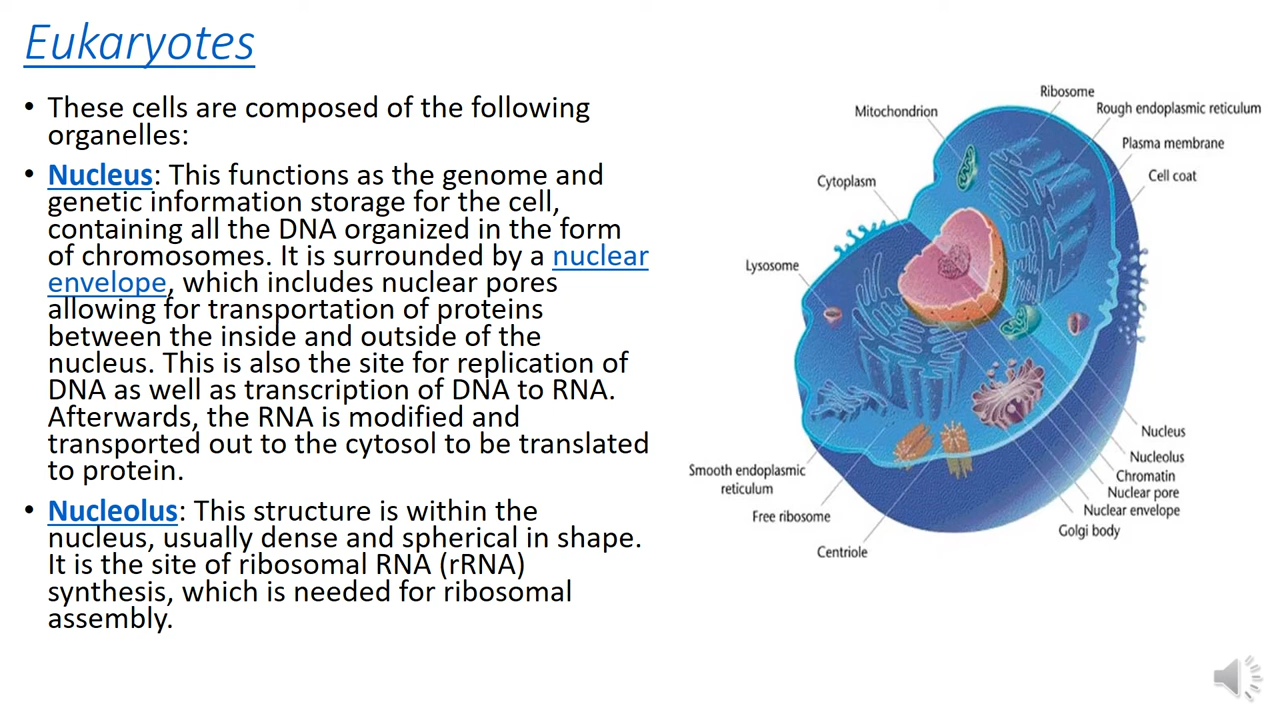 Eukaryotes
• These cells are composed of the following
organelles:
• Nucleus: This functions as the genome and
genetic information storage for the cell,
containing all the DNA organized in the form
of chromosomes. It is surrounded by a nuclear
envelope, which includes nuclear pores
allowing for transportation of proteins
between the inside and outside of the
nucleus. This is also the site for replication of
DNA as well as transcription of DNA to RNA.
Afterwards, the RNA is modified and
transported out to the cytosol to be translated
to protein.
• Nucleolus: This structure is within the
nucleus, usually dense and spherical in shape.
It is the site of ribosomal RNA (rRNA)
synthesis, which is needed for ribosomal
assembly.
Ribosome
Mitochondrion
Rough endoplasmic reticulum
Plasma membrane
Cell coat
Cytoplasm
Lysosome
Nucleus
Nucleolus
Chromatin
Nuclear pore
Nuclear envelope
Golgi body
Smooth endoplasmic
reticulum
Free ribosome
Centriole